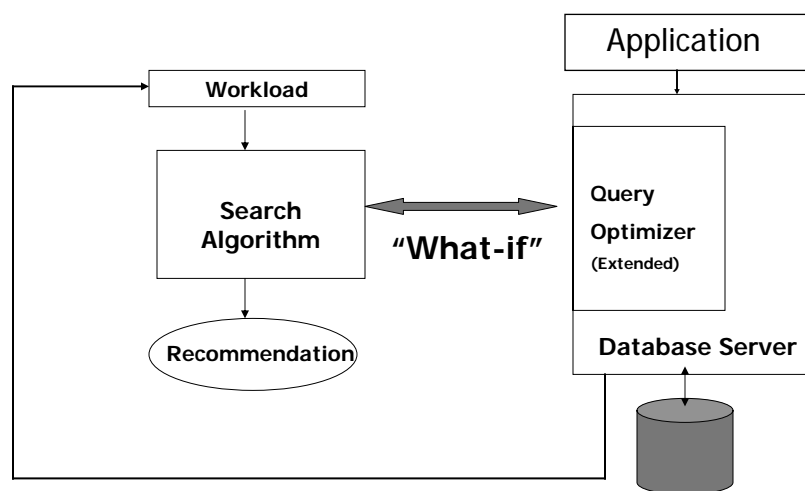 Application
Workload
Search
Algorithm
“What-if”
Query
Optimizer
(Extended)
Recommendation
Database Server